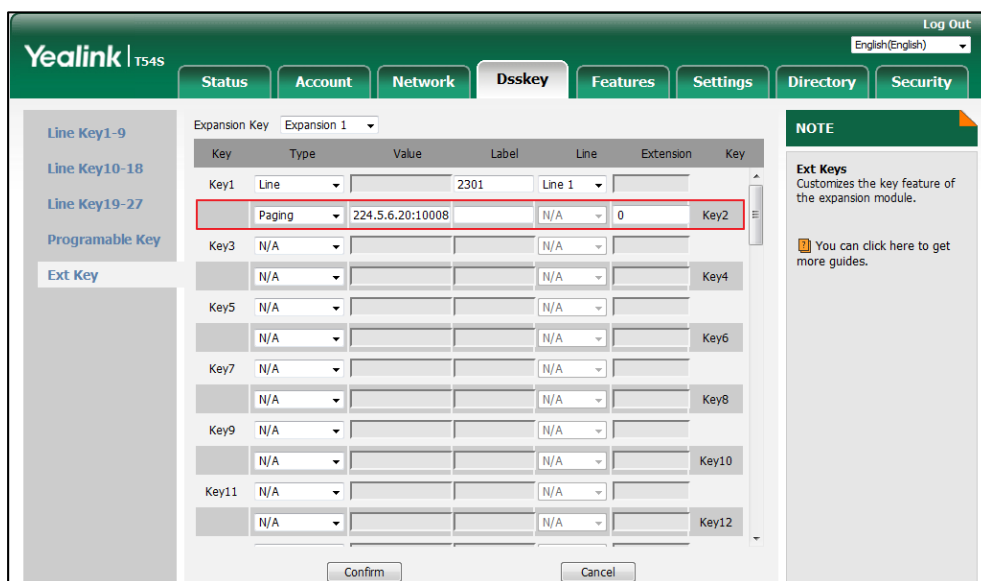 Log Out
Yealink | T54S
English(English)
Status Account Network Dsskey Features Settings Directory Security
Line Key1-9
Line Key10-18
Line Key19-27
Programable Key
Ext Key
Expansion Key Expansion 1
Key Type Value Label Line Extension Key
Key1 Line 2301 Line 1
Paging 224.5.6.20:10008 N/A 0 Key2
Key3 N/A N/A
N/A N/A Key4
Key5 N/A N/A
N/A N/A Key6
Key7 N/A N/A
N/A N/A Key8
Key9 N/A N/A
N/A N/A Key10
Key11 N/A N/A
N/A N/A Key12
Confirm Cancel
NOTE
Ext Keys
Customizes the key feature of
the expansion module.
? You can click here to get
more guides.